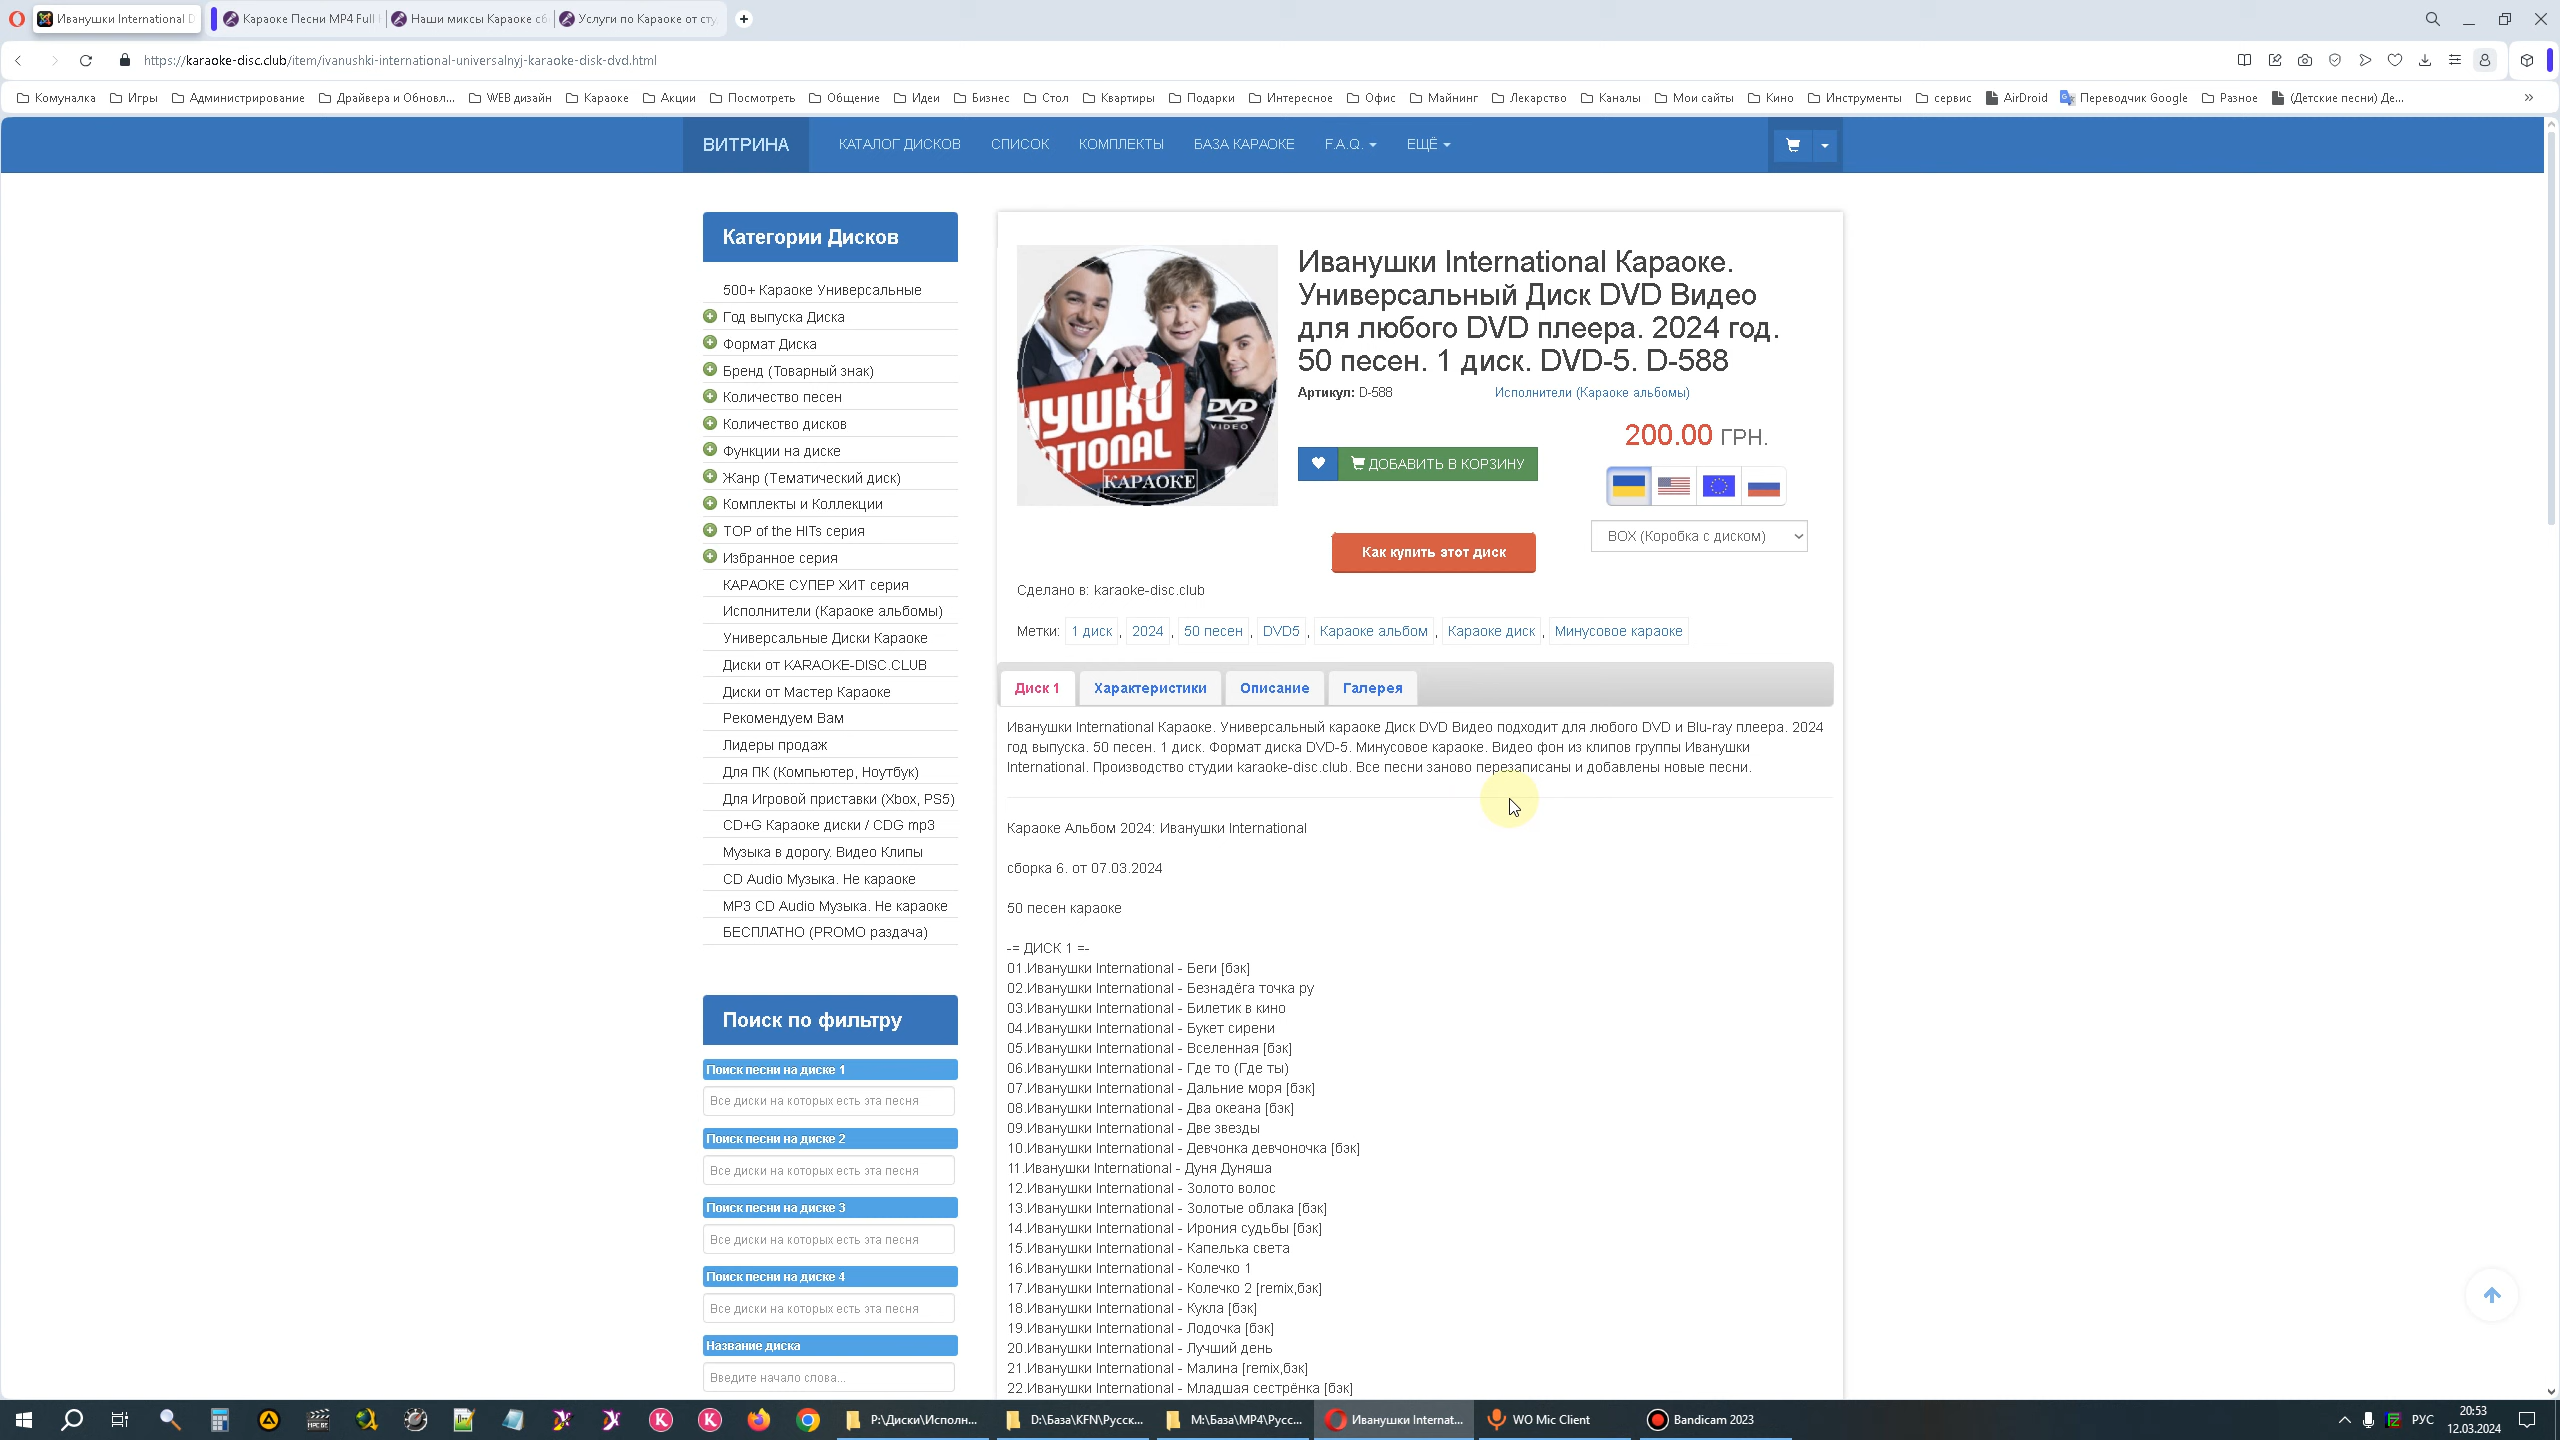 Иванушки International D
Караоке Песни MP4 Full
Наши миксы Караоке сб
Услуги по Караоке от сту
https://karaoke-disc.club/item/ivanushki-international-universalnyj-karaoke-disk-dvd.html
Комуналка
Игры
Администрирование
Драйвера и Обновл...
WEB дизайн
Караоке
Акции
Посмотреть
Общение
Идеи
Бизнес
Стол
Квартиры
Подарки
Интересное
Офис
Майнинг
Лекарство
Каналы
Мои сайты
Кино
Инструменты
сервис
AirDroid
Переводчик Google
Разное
(Детские песни) Де...
ВИТРИНА
КАТАЛОГ ДИСКОВ
СПИСОК
КОМПЛЕКТЫ
БАЗА КАРАОКЕ
F.A.Q.
ЕЩЁ
Категории Дисков
500+ Караоке Универсальные
Год выпуска Диска
Формат Диска
Бренд (Товарный знак)
Количество песен
Количество дисков
Функции на диске
Жанр (Тематический диск)
Комплекты и Коллекции
TOP of the HITs серия
Избранное серия
КАРАОКЕ СУПЕР ХИТ серия
Исполнители (Караоке альбомы)
Универсальные Диски Караоке
Диски от KARAOKE-DISC.CLUB
Диски от Мастер Караоке
Рекомендуем Вам
Лидеры продаж
Для ПК (Компьютер, Ноутбук)
Для Игровой приставки (Xbox, PS5)
CD+G Караоке диски / CDG mp3
Музыка в дорогу. Видео Клипы
CD Audio Музыка. Не караоке
MP3 CD Audio Музыка. Не караоке
БЕСПЛАТНО (PROMO раздача)
Поиск по фильтру
Поиск песни на диске 1
Все диски на которых есть эта песня
Поиск песни на диске 2
Все диски на которых есть эта песня
Поиск песни на диске 3
Все диски на которых есть эта песня
Поиск песни на диске 4
Все диски на которых есть эта песня
Название диска
Введите начало слова...
НУШКИ
АТIONAL
DVD
VIDEO
КАРАОКЕ
Иванушки International Караоке.
Универсальный Диск DVD Видео
для любого DVD плеера. 2024 год.
50 песен. 1 диск. DVD-5. D-588
Артикул: D-588
Исполнители (Караоке альбомы)
200.00 ГРН.
ДОБАВИТЬ В КОРЗИНУ
BOX (Коробка с диском)
Как купить этот диск
Сделано в: karaoke-disc.club
Метки: 1 диск , 2024 , 50 песен , DVD5 , Караоке альбом , Караоке диск , Минусовое караоке
Диск 1
Характеристики
Описание
Галерея
Иванушки International Караоке. Универсальный караоке Диск DVD Видео подходит для любого DVD и Blu-ray плеера. 2024
год выпуска. 50 песен. 1 диск. Формат диска DVD-5. Минусовое караоке. Видео фон из клипов группы Иванушки
International. Производство студии karaoke-disc.club. Все песни заново перезаписаны и добавлены новые песни.
Караоке Альбом 2024: Иванушки International
сборка 6. от 07.03.2024
50 песен караоке
-= ДИСК 1 =-
01.Иванушки International - Беги [бэк]
02.Иванушки International - Безнадёга точка ру
03.Иванушки International - Билетик в кино
04.Иванушки International - Букет сирени
05.Иванушки International - Вселенная [бэк]
06.Иванушки International - Где то (Где ты)
07.Иванушки International - Дальние моря [бэк]
08.Иванушки International - Два океана [бэк]
09.Иванушки International - Две звезды
10.Иванушки International - Девчонка девчоночка [бэк]
11.Иванушки International - Дуня Дуняша
12.Иванушки International - Золото волос
13.Иванушки International - Золотые облака [бэк]
14.Иванушки International - Ирония судьбы [бэк]
15.Иванушки International - Капелька света
16.Иванушки International - Колечко 1
17.Иванушки International - Колечко 2 [remix,бэк]
18.Иванушки International - Кукла [бэк]
19.Иванушки International - Лодочка [бэк]
20.Иванушки International - Лучший день
21.Иванушки International - Малина [remix,бэк]
22.Иванушки International - Младшая сестрёнка [бэк]
P:\Диски\Исполн...
D:\База\KFN\Русск...
M:\База\MP4\Русс...
Иванушки Internat...
WO Mic Client
Bandicam 2023
РУС
20:53
12.03.2024